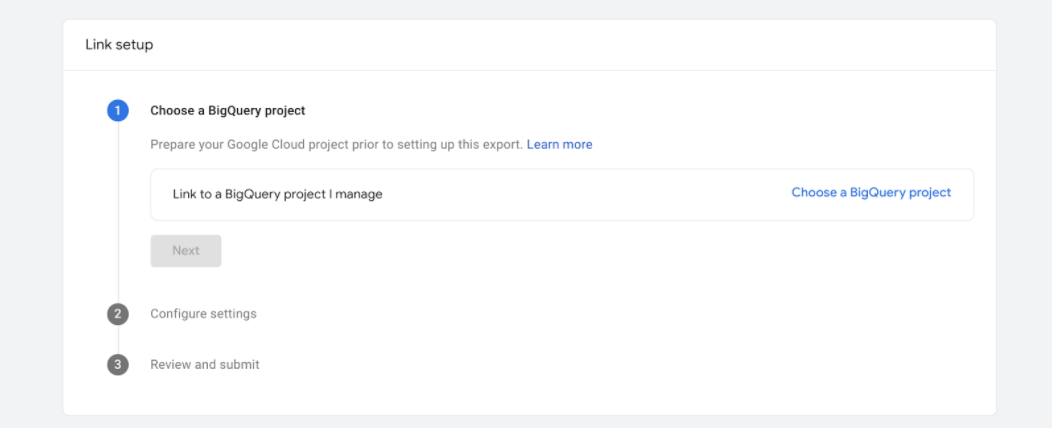 Link setup
1 Choose a BigQuery project
Prepare your Google Cloud project prior to setting up this export. Learn more
Link to a BigQuery project I manage Choose a BigQuery project
Next
2 Configure settings
3 Review and submit